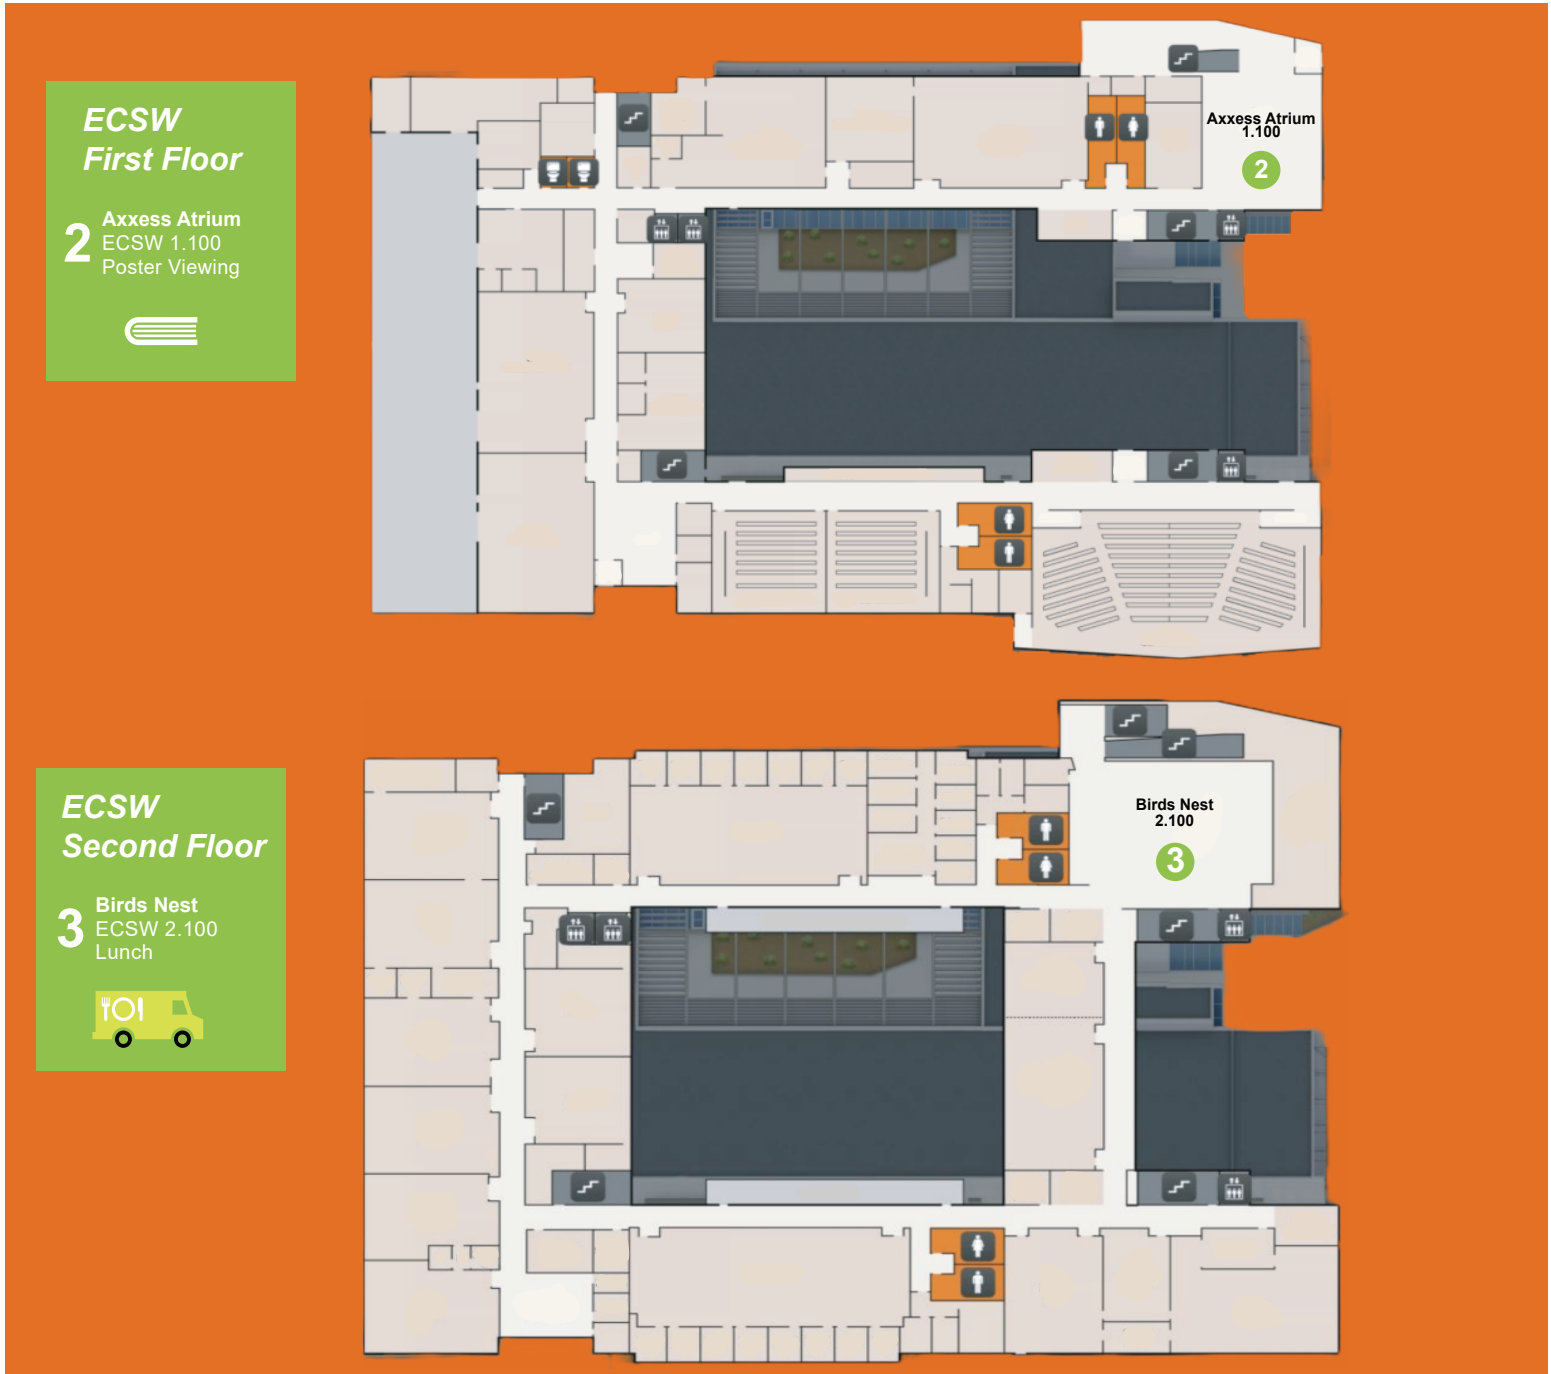 ECSW
First Floor
2
Axxess Atrium
ECSW 1.100
Poster Viewing
Axxess Atrium
1.100
2
ECSW
Second Floor
3
Birds Nest
ECSW 2.100
Lunch
Birds Nest
2.100
3